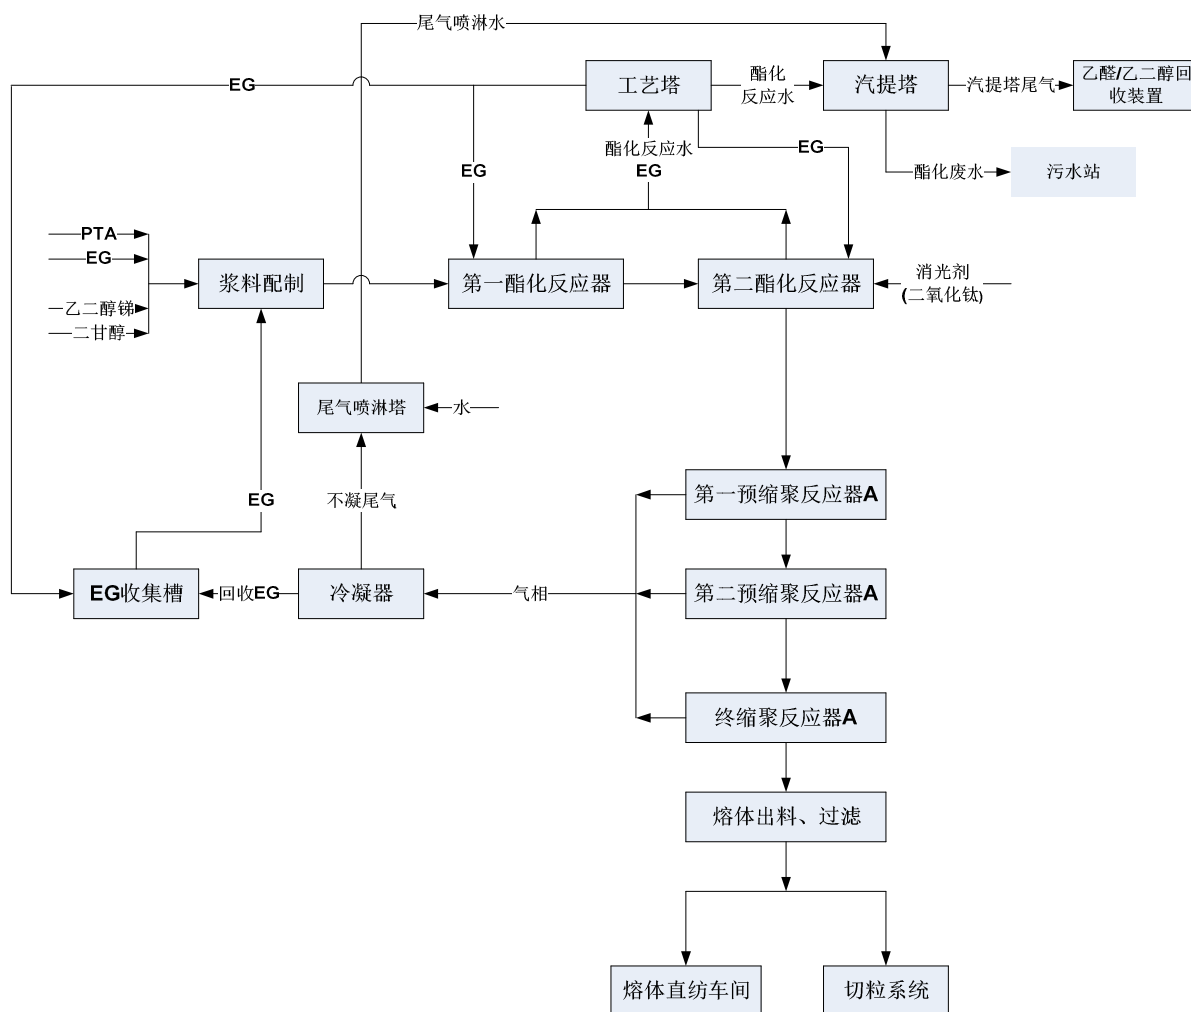 尾气喷淋水
EG
工艺塔
酯化
反应水
汽提塔
汽提塔尾气
乙醛/乙二醇回
收装置
酯化反应水
EG
EG
EG
酯化废水
污水站
PTA
EG
乙二醇锑
二甘醇
浆料配制
第一酯化反应器
第二酯化反应器
消光剂
(二氧化钛)
尾气喷淋塔
水
第一预缩聚反应器A
EG
不凝尾气
EG收集槽
回收EG
冷凝器
气相
第二预缩聚反应器A
终缩聚反应器A
熔体出料、过滤
熔体直纺车间
切粒系统